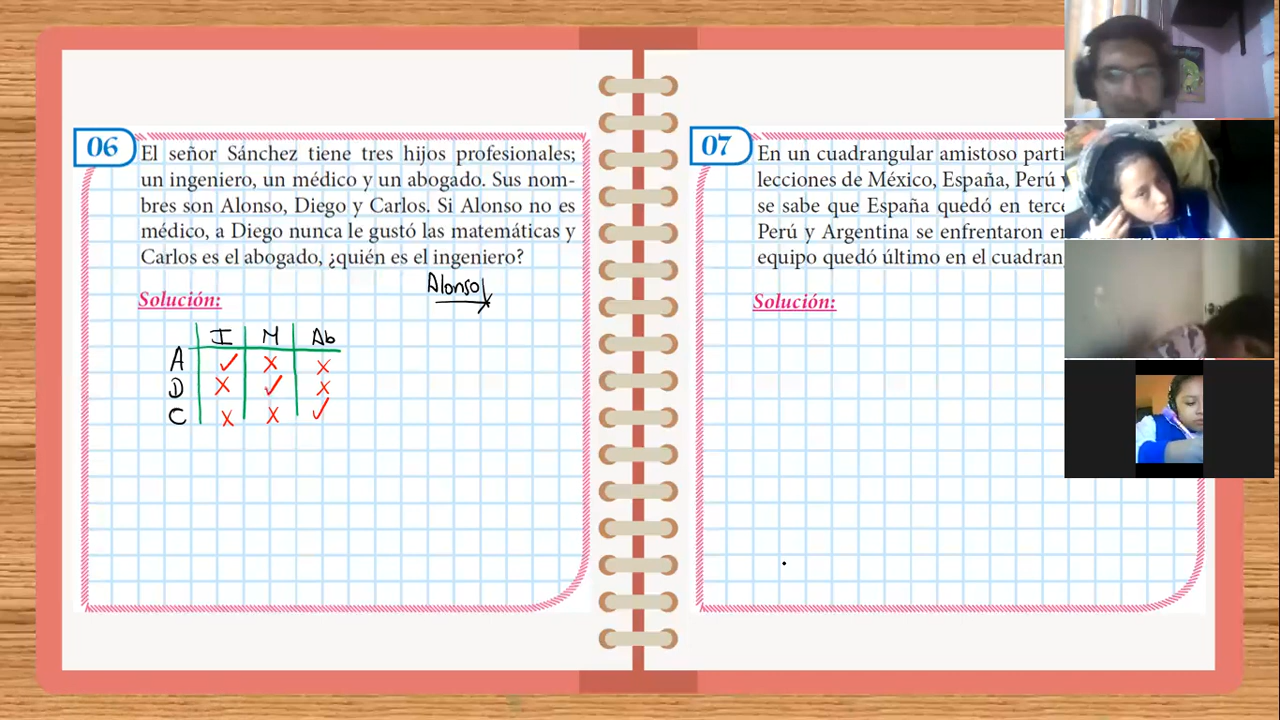 06
El señor Sánchez tiene tres hijos profesionales;
un ingeniero, un médico y un abogado. Sus nom-
bres son Alonso, Diego y Carlos. Si Alonso no es
médico, a Diego nunca le gustó las matemáticas y
Carlos es el abogado, ¿quién es el ingeniero?
Alonso
Solución:
I M Ab
A ✓ x x
D x ✓ x
C x x ✓
07
En un cuadrangular amistoso parti
lecciones de México, España, Perú y
se sabe que España quedó en terce
Perú y Argentina se enfrentaron en
equipo quedó último en el cuadran
Solución: